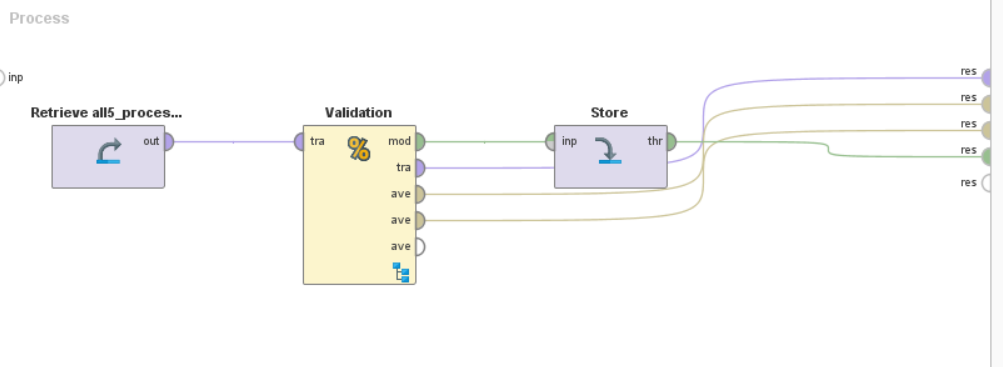 Process
inp
Retrieve all5_proces...
out
Validation
tra
%
mod
tra
ave
ave
ave
Store
inp
thr
res
res
res
res
res